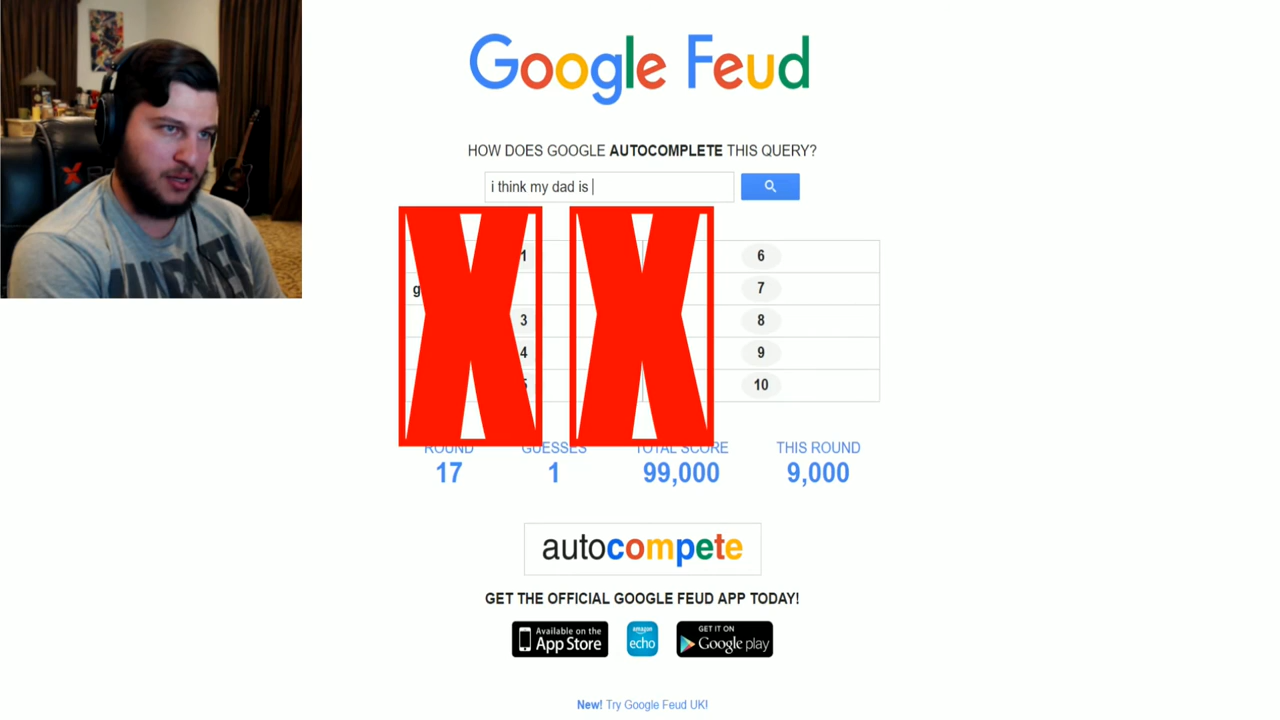 Google Feud
HOW DOES GOOGLE AUTOCOMPLETE THIS QUERY?
i think my dad is
X X
1 6
g 7
3 8
4 9
5 10
ROUND GUESSES TOTAL SCORE THIS ROUND
17 1 99,000 9,000
autocompete
GET THE OFFICIAL GOOGLE FEUD APP TODAY!
Available on the App Store
amazon echo
GET IT ON Google play
New! Try Google Feud UK!